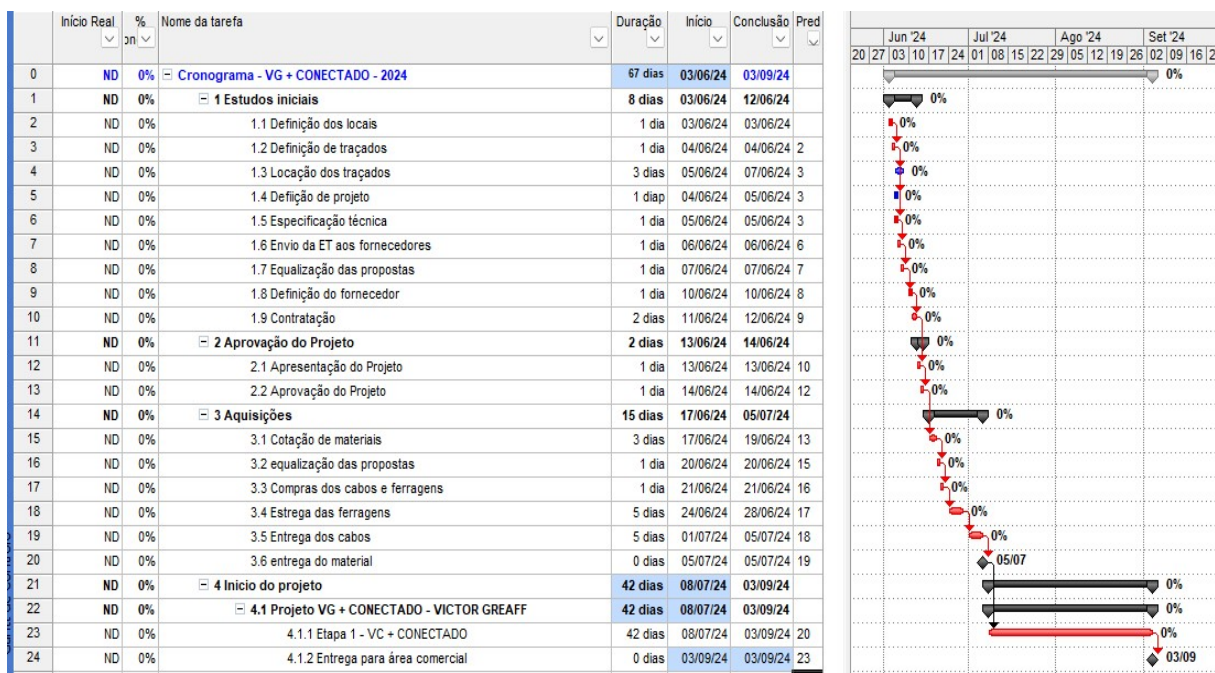 Início Real % Nome da tarefa Duração Início Conclusão Pred
Jun '24 Jul '24 Ago '24 Set '24
20 27 03 10 17 24 01 08 15 22 29 05 12 19 26 02 09 16 2
0 ND 0% Cronograma - VG + CONECTADO - 2024 67 dias 03/06/24 03/09/24 0%
1 ND 0% 1 Estudos iniciais 8 dias 03/06/24 12/06/24 0%
2 ND 0% 1.1 Definição dos locais 1 dia 03/06/24 03/06/24 0%
3 ND 0% 1.2 Definição de traçados 1 dia 04/06/24 04/06/24 2 0%
4 ND 0% 1.3 Locação dos traçados 3 dias 05/06/24 07/06/24 3 0%
5 ND 0% 1.4 Defiição de projeto 1 diap 04/06/24 05/06/24 3 0%
6 ND 0% 1.5 Especificação técnica 1 dia 05/06/24 05/06/24 3 0%
7 ND 0% 1.6 Envio da ET aos fornecedores 1 dia 06/06/24 06/06/24 6 0%
8 ND 0% 1.7 Equalização das propostas 1 dia 07/06/24 07/06/24 7 0%
9 ND 0% 1.8 Definição do fornecedor 1 dia 10/06/24 10/06/24 8 0%
10 ND 0% 1.9 Contratação 2 dias 11/06/24 12/06/24 9 0%
11 ND 0% 2 Aprovação do Projeto 2 dias 13/06/24 14/06/24 0%
12 ND 0% 2.1 Apresentação do Projeto 1 dia 13/06/24 13/06/24 10 0%
13 ND 0% 2.2 Aprovação do Projeto 1 dia 14/06/24 14/06/24 12 0%
14 ND 0% 3 Aquisições 15 dias 17/06/24 05/07/24 0%
15 ND 0% 3.1 Cotação de materiais 3 dias 17/06/24 19/06/24 13 0%
16 ND 0% 3.2 equalização das propostas 1 dia 20/06/24 20/06/24 15 0%
17 ND 0% 3.3 Compras dos cabos e ferragens 1 dia 21/06/24 21/06/24 16 0%
18 ND 0% 3.4 Estrega das ferragens 5 dias 24/06/24 28/06/24 17 0%
19 ND 0% 3.5 Entrega dos cabos 5 dias 01/07/24 05/07/24 18 0%
20 ND 0% 3.6 entrega do material 0 dias 05/07/24 05/07/24 19 05/07
21 ND 0% 4 Inicio do projeto 42 dias 08/07/24 03/09/24 0%
22 ND 0% 4.1 Projeto VG + CONECTADO - VICTOR GREAFF 42 dias 08/07/24 03/09/24 0%
23 ND 0% 4.1.1 Etapa 1 - VC + CONECTADO 42 dias 08/07/24 03/09/24 20 0%
24 ND 0% 4.1.2 Entrega para área comercial 0 dias 03/09/24 03/09/24 23 03/09